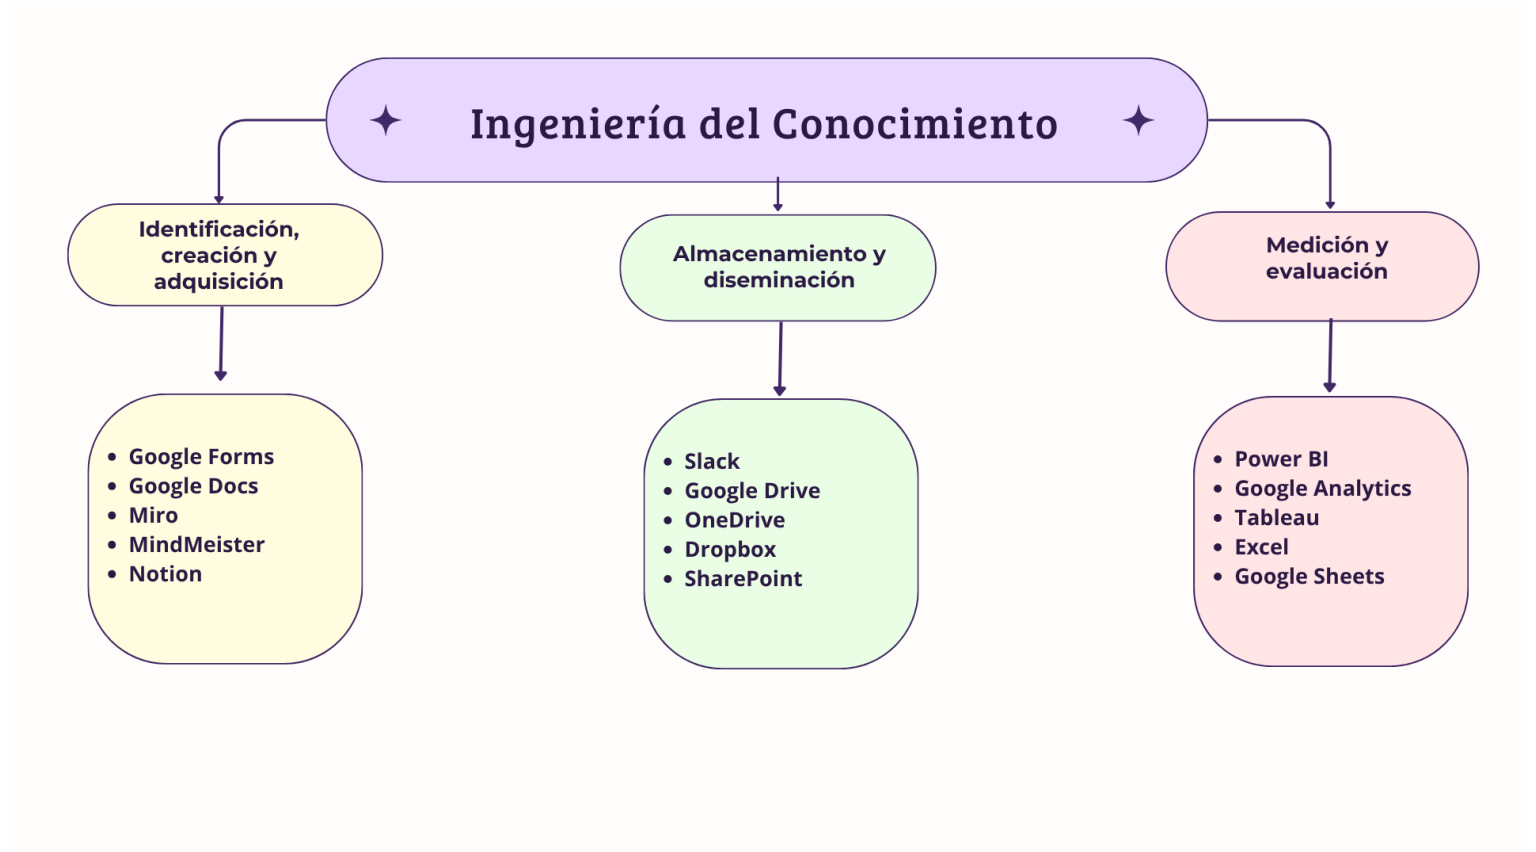 Ingeniería del Conocimiento
Identificación,
creación y
adquisición
Almacenamiento y
diseminación
Medición y
evaluación
Google Forms
Google Docs
Miro
MindMeister
Notion
Slack
Google Drive
OneDrive
Dropbox
SharePoint
Power BI
Google Analytics
Tableau
Excel
Google Sheets